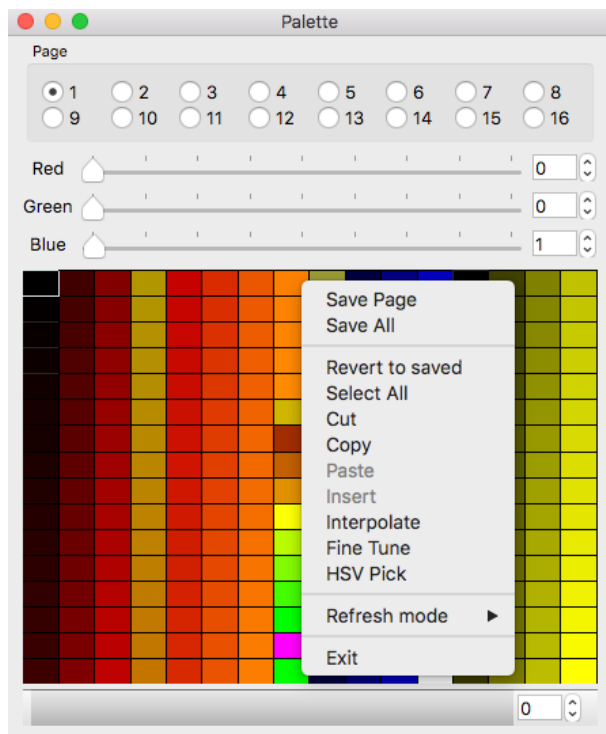 Palette
Page
1 2 3 4 5 6 7 8
9 10 11 12 13 14 15 16
Red 0
Green 0
Blue 1
Save Page
Save All
Revert to saved
Select All
Cut
Copy
Paste
Insert
Interpolate
Fine Tune
HSV Pick
Refresh mode
Exit
0